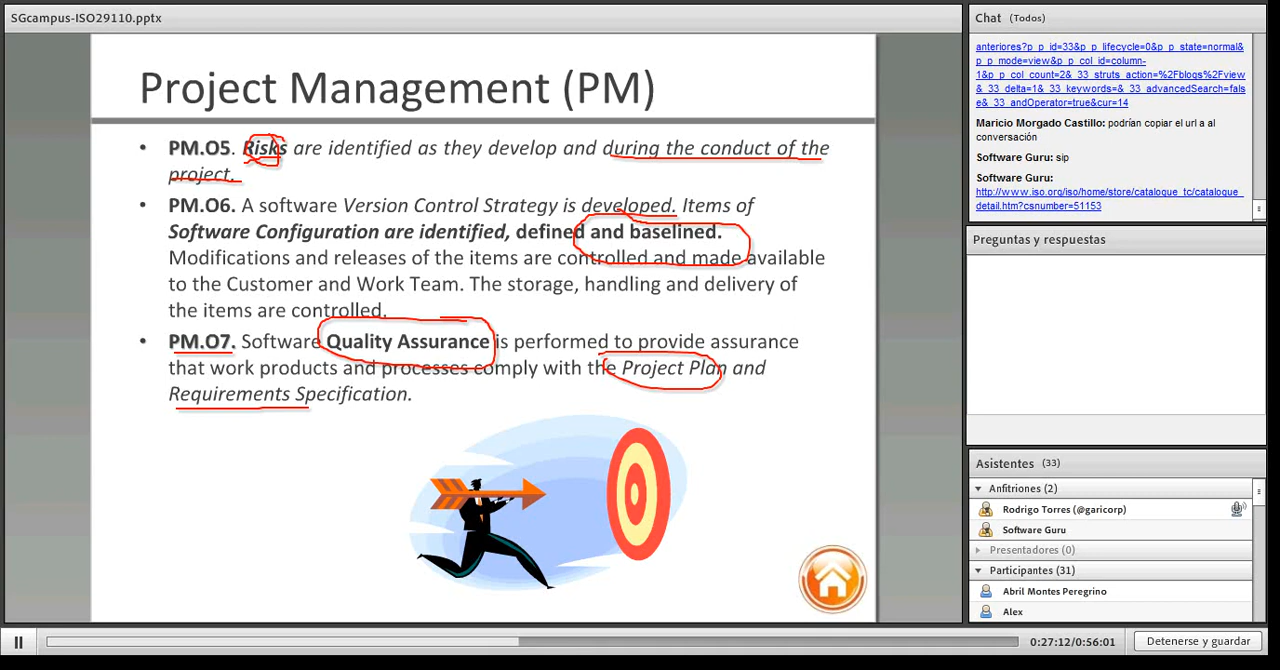 SGcampus-ISO29110.pptx
Project Management (PM)
• PM.O5. Risks are identified as they develop and during the conduct of the
project.
• PM.O6. A software Version Control Strategy is developed. Items of
Software Configuration are identified, defined and baselined.
Modifications and releases of the items are controlled and made available
to the Customer and Work Team. The storage, handling and delivery of
the items are controlled.
• PM.O7. Software Quality Assurance is performed to provide assurance
that work products and processes comply with the Project Plan and
Requirements Specification.
Chat (Todos)
anteriores?p_p_id=33&p_p_lifecycle=0&p_p_state=normal&
p_p_mode=view&p_p_col_id=column-
1&p_p_col_count=2&_33_struts_action=%2Fblogs%2Fview
&_33_delta=1&_33_keywords=&_33_advancedSearch=fals
e&_33_andOperator=true&cur=14
Maricio Morgado Castillo: podrían copiar el url a al
conversación
Software Guru: sip
Software Guru:
http://www.iso.org/iso/home/store/catalogue_tc/catalogue_
detail.htm?csnumber=51153
Preguntas y respuestas
Asistentes (33)
Anfitriones (2)
Rodrigo Torres (@garicorp)
Software Guru
Presentadores (0)
Participantes (31)
Abril Montes Peregrino
Alex
0:27:12/0:56:01
Detenerse y guardar